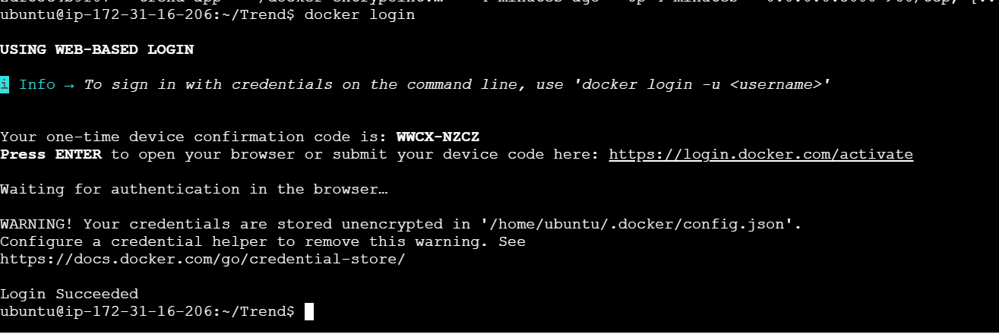 ubuntu@ip-172-31-16-206:~/Trend$ docker login
USING WEB-BASED LOGIN
i Info → To sign in with credentials on the command line, use 'docker login -u <username>'
Your one-time device confirmation code is: WWCX-NZCZ
Press ENTER to open your browser or submit your device code here: https://login.docker.com/activate
Waiting for authentication in the browser…
WARNING! Your credentials are stored unencrypted in '/home/ubuntu/.docker/config.json'.
Configure a credential helper to remove this warning. See
https://docs.docker.com/go/credential-store/
Login Succeeded
ubuntu@ip-172-31-16-206:~/Trend$